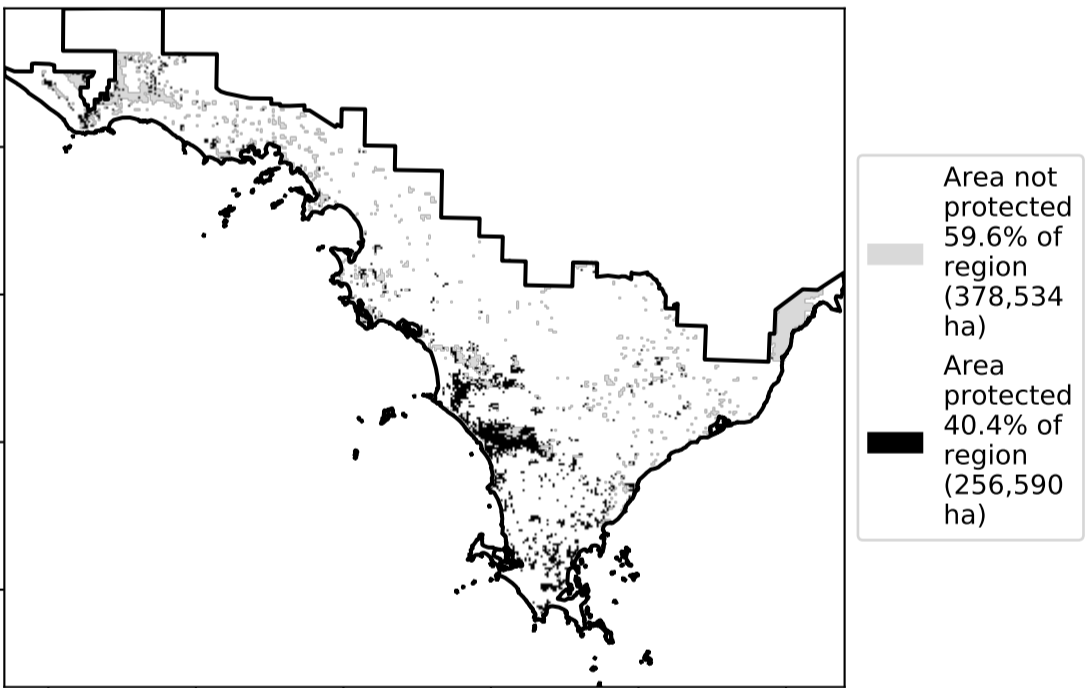 Area not
protected
59.6% of
region
(378,534
ha)
Area
protected
40.4% of
region
(256,590
ha)